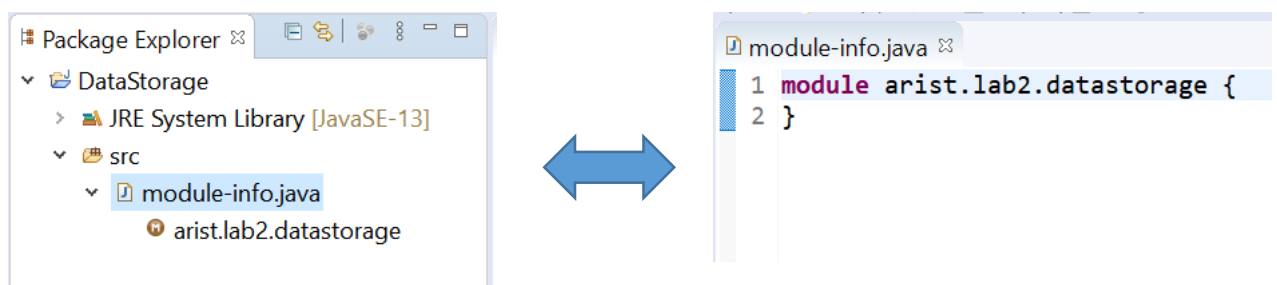 Package Explorer
DataStorage
JRE System Library [JavaSE-13]
src
module-info.java
arist.lab2.datastorage
module-info.java
1 module arist.lab2.datastorage {
2 }